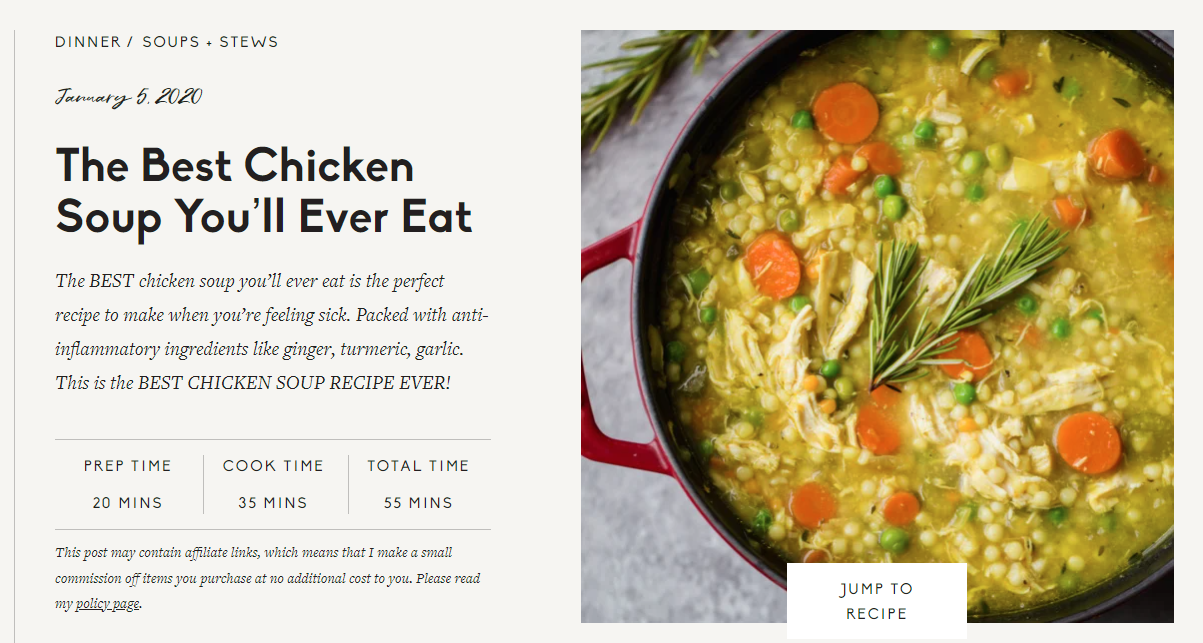 DINNER / SOUPS + STEWS
January 5, 2020
The Best Chicken
Soup You’ll Ever Eat
The BEST chicken soup you’ll ever eat is the perfect
recipe to make when you’re feeling sick. Packed with anti-
inflammatory ingredients like ginger, turmeric, garlic.
This is the BEST CHICKEN SOUP RECIPE EVER!
PREP TIME COOK TIME TOTAL TIME
20 MINS 35 MINS 55 MINS
This post may contain affiliate links, which means that I make a small
commission off items you purchase at no additional cost to you. Please read
my policy page.
JUMP TO
RECIPE